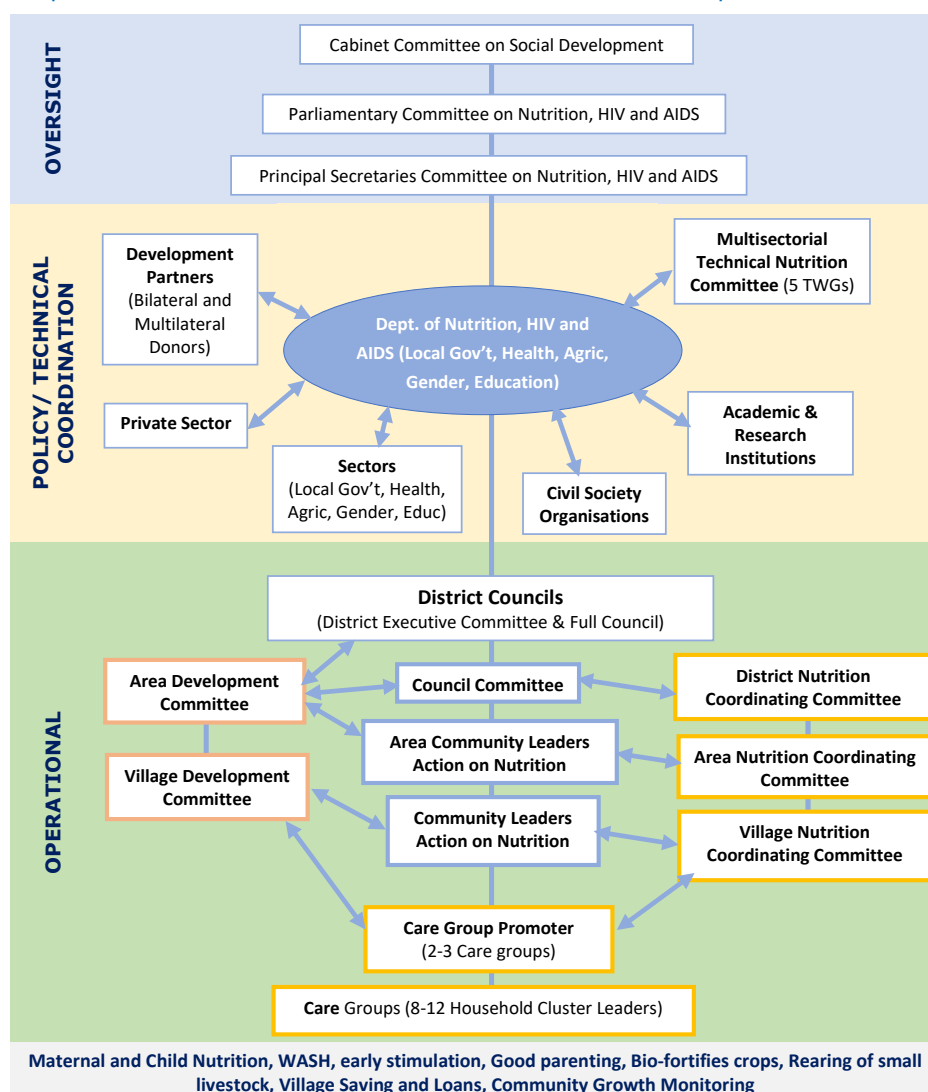 OVERSIGHT
Cabinet Committee on Social Development
Parliamentary Committee on Nutrition, HIV and AIDS
Principal Secretaries Committee on Nutrition, HIV and AIDS
POLICY/ TECHNICAL
COORDINATION
Development
Partners
(Bilateral and
Multilateral
Donors)
Multisectorial
Technical Nutrition
Committee (5 TWGs)
Dept. of Nutrition, HIV and
AIDS (Local Gov’t, Health, Agric,
Gender, Education)
Private Sector
Sectors
(Local Gov’t, Health,
Agric, Gender, Educ)
Civil Society
Organisations
Academic &
Research
Institutions
OPERATIONAL
District Councils
(District Executive Committee & Full Council)
Area Development
Committee
Council Committee
District Nutrition
Coordinating Committee
Area Community Leaders
Action on Nutrition
Area Nutrition Coordinating
Committee
Village Development
Committee
Community Leaders
Action on Nutrition
Village Nutrition
Coordinating Committee
Care Group Promoter
(2-3 Care groups)
Care Groups (8-12 Household Cluster Leaders)
Maternal and Child Nutrition, WASH, early stimulation, Good parenting, Bio-fortifies crops, Rearing of small
livestock, Village Saving and Loans, Community Growth Monitoring